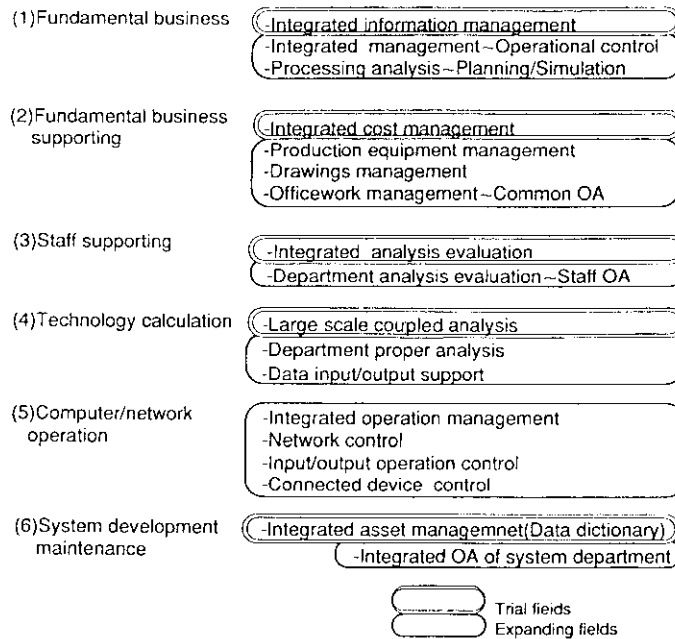 (1)Fundamental business
-Integrated information management
-Integrated management~Operational control
-Processing analysis~Planning/Simulation
(2)Fundamental business
supporting
-Integrated cost management
-Production equipment management
-Drawings management
-Officework management~Common OA
(3)Staff supporting
-Integrated analysis evaluation
-Department analysis evaluation~Staff OA
(4)Technology calculation
-Large scale coupled analysis
-Department proper analysis
-Data input/output support
(5)Computer/network
operation
-Integrated operation management
-Network control
-Input/output operation control
-Connected device control
(6)System development
maintenance
-Integrated asset managemnet(Data dictionary)
-Integrated OA of system department
Trial fields
Expanding fields